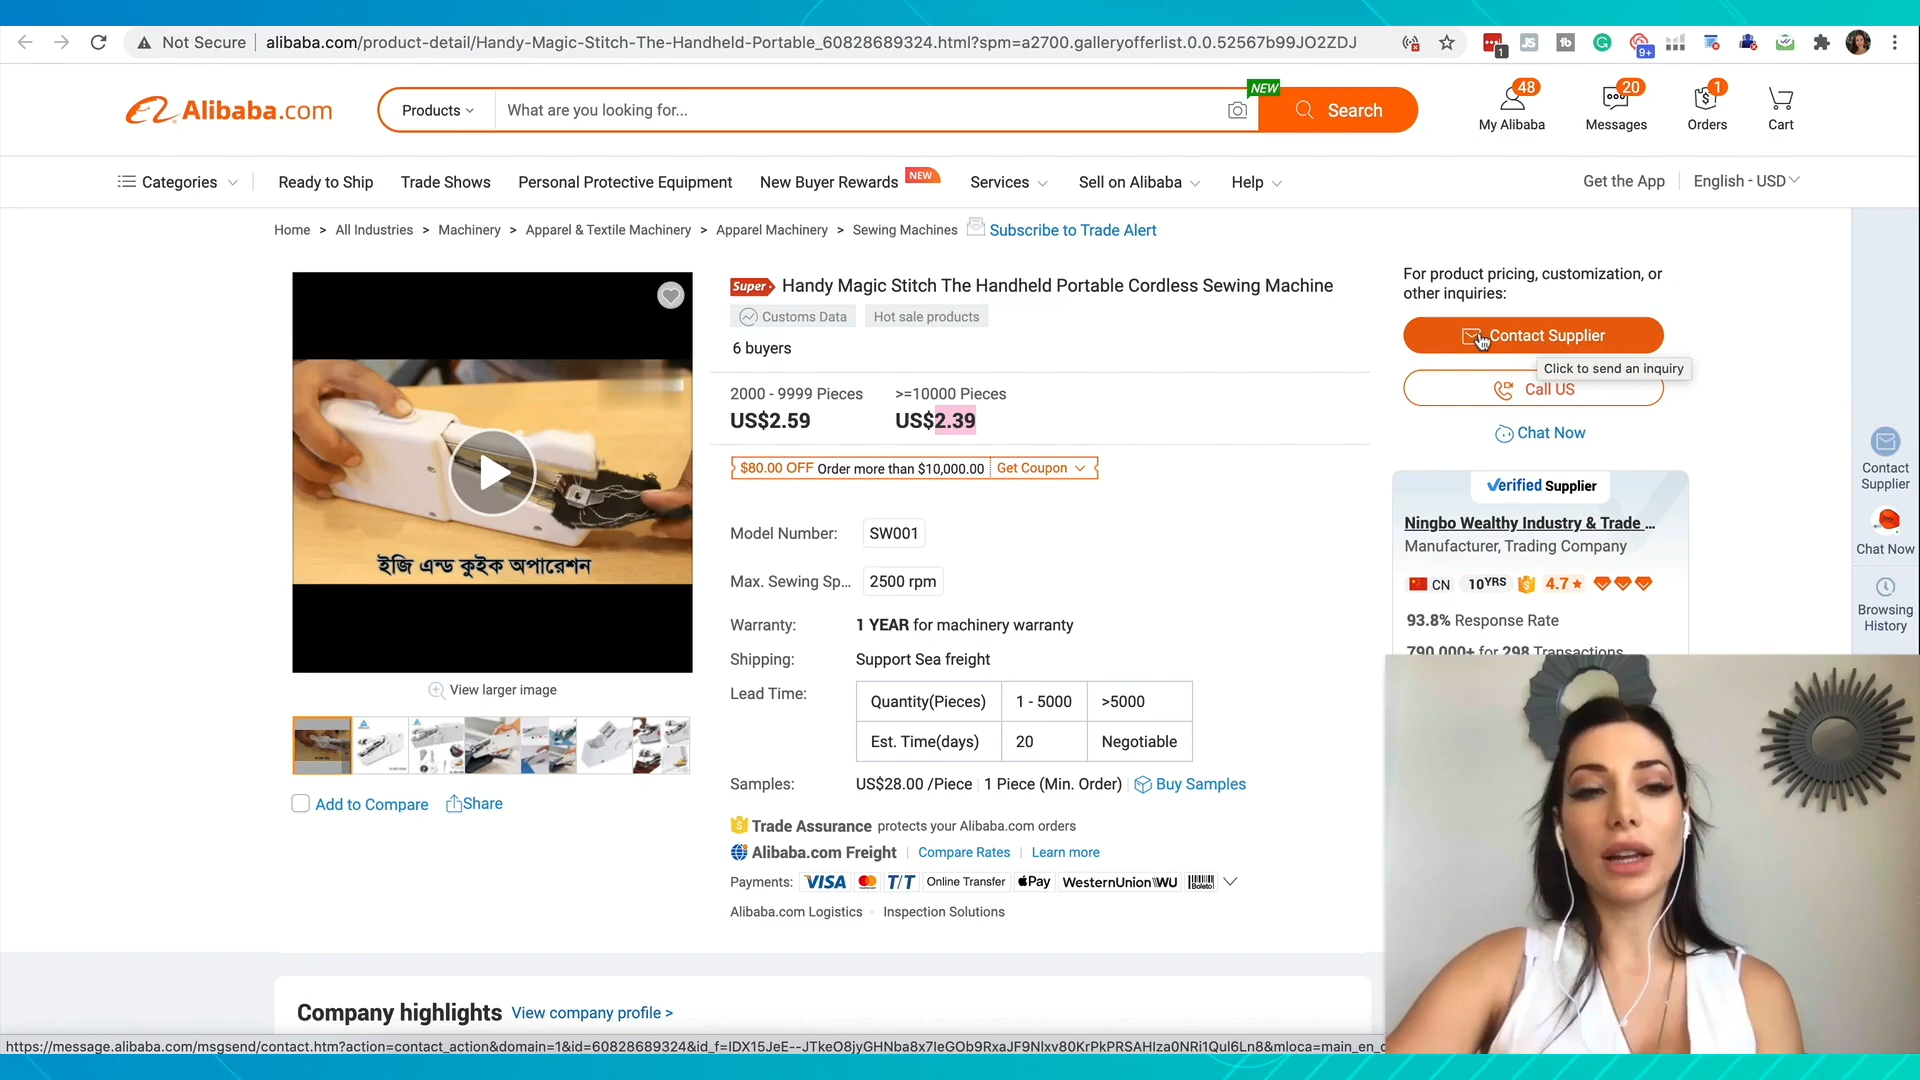 Not Secure alibaba.com/product-detail/Handy-Magic-Stitch-The-Handheld-Portable_60828689324.html?spm=a2700.galleryofferlist.0.0.52567b99JO2ZDJ
1
9+
Alibaba.com
Products
What are you looking for...
NEW
Search
48
My Alibaba
20
Messages
1
Orders
Cart
Categories
Ready to Ship
Trade Shows
Personal Protective Equipment
New Buyer Rewards NEW
Services
Sell on Alibaba
Help
Get the App
English - USD
Home > All Industries > Machinery > Apparel & Textile Machinery > Apparel Machinery > Sewing Machines
Subscribe to Trade Alert
ইজি এন্ড কুইক অপারেশন
View larger image
Add to Compare
Share
Super Handy Magic Stitch The Handheld Portable Cordless Sewing Machine
Customs Data
Hot sale products
6 buyers
2000 - 9999 Pieces >=10000 Pieces
US$2.59 US$2.39
$80.00 OFF Order more than $10,000.00 Get Coupon
Model Number: SW001
Max. Sewing Sp... 2500 rpm
Warranty: 1 YEAR for machinery warranty
Shipping: Support Sea freight
Lead Time:
Quantity(Pieces) 1 - 5000 >5000
Est. Time(days) 20 Negotiable
Samples: US$28.00 /Piece 1 Piece (Min. Order) Buy Samples
Trade Assurance protects your Alibaba.com orders
Alibaba.com Freight Compare Rates Learn more
Payments: VISA T/T Online Transfer Pay WesternUnion WU Boleto
Alibaba.com Logistics Inspection Solutions
For product pricing, customization, or
other inquiries:
Contact Supplier
Click to send an inquiry
Call US
Chat Now
Verified Supplier
Ningbo Wealthy Industry & Trade ...
Manufacturer, Trading Company
CN 10YRS 4.7
93.8% Response Rate
790,000+ for 298 Transactions
Contact
Supplier
Chat Now
Browsing
History
Company highlights View company profile >